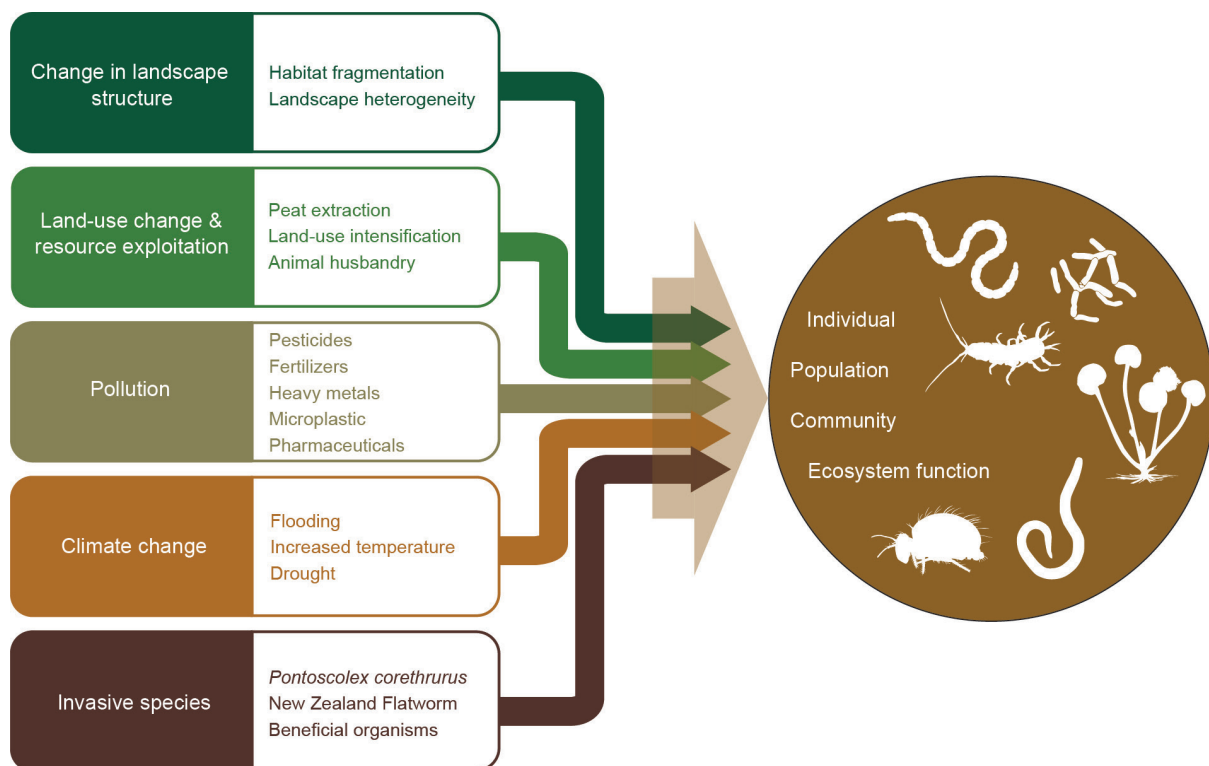 Change in landscape
structure
Habitat fragmentation
Landscape heterogeneity
Land-use change &
resource exploitation
Peat extraction
Land-use intensification
Animal husbandry
Pollution
Pesticides
Fertilizers
Heavy metals
Microplastic
Pharmaceuticals
Climate change
Flooding
Increased temperature
Drought
Invasive species
Pontoscolex corethrurus
New Zealand Flatworm
Beneficial organisms
Individual
Population
Community
Ecosystem function